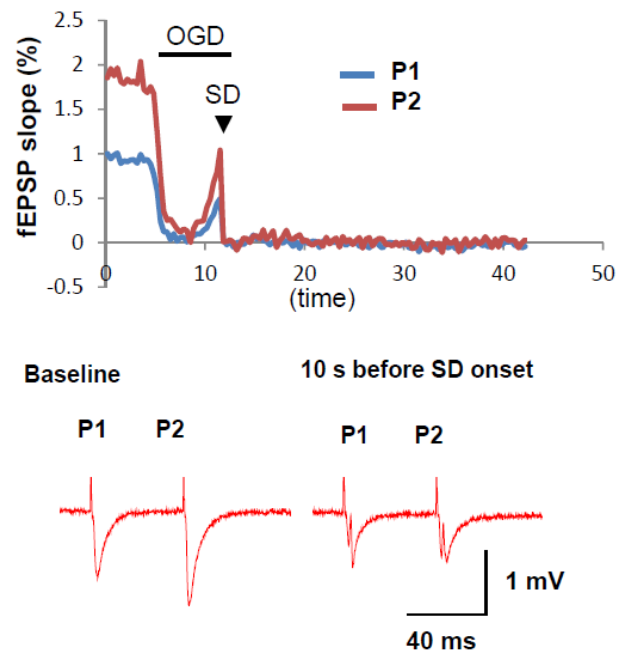 fEPSP slope (%)
2.5
2
1.5
1
0.5
0
-0.5
OGD
SD
P1
P2
0
10
20
30
40
50
(time)
Baseline
10 s before SD onset
P1 P2
P1 P2
1 mV
40 ms